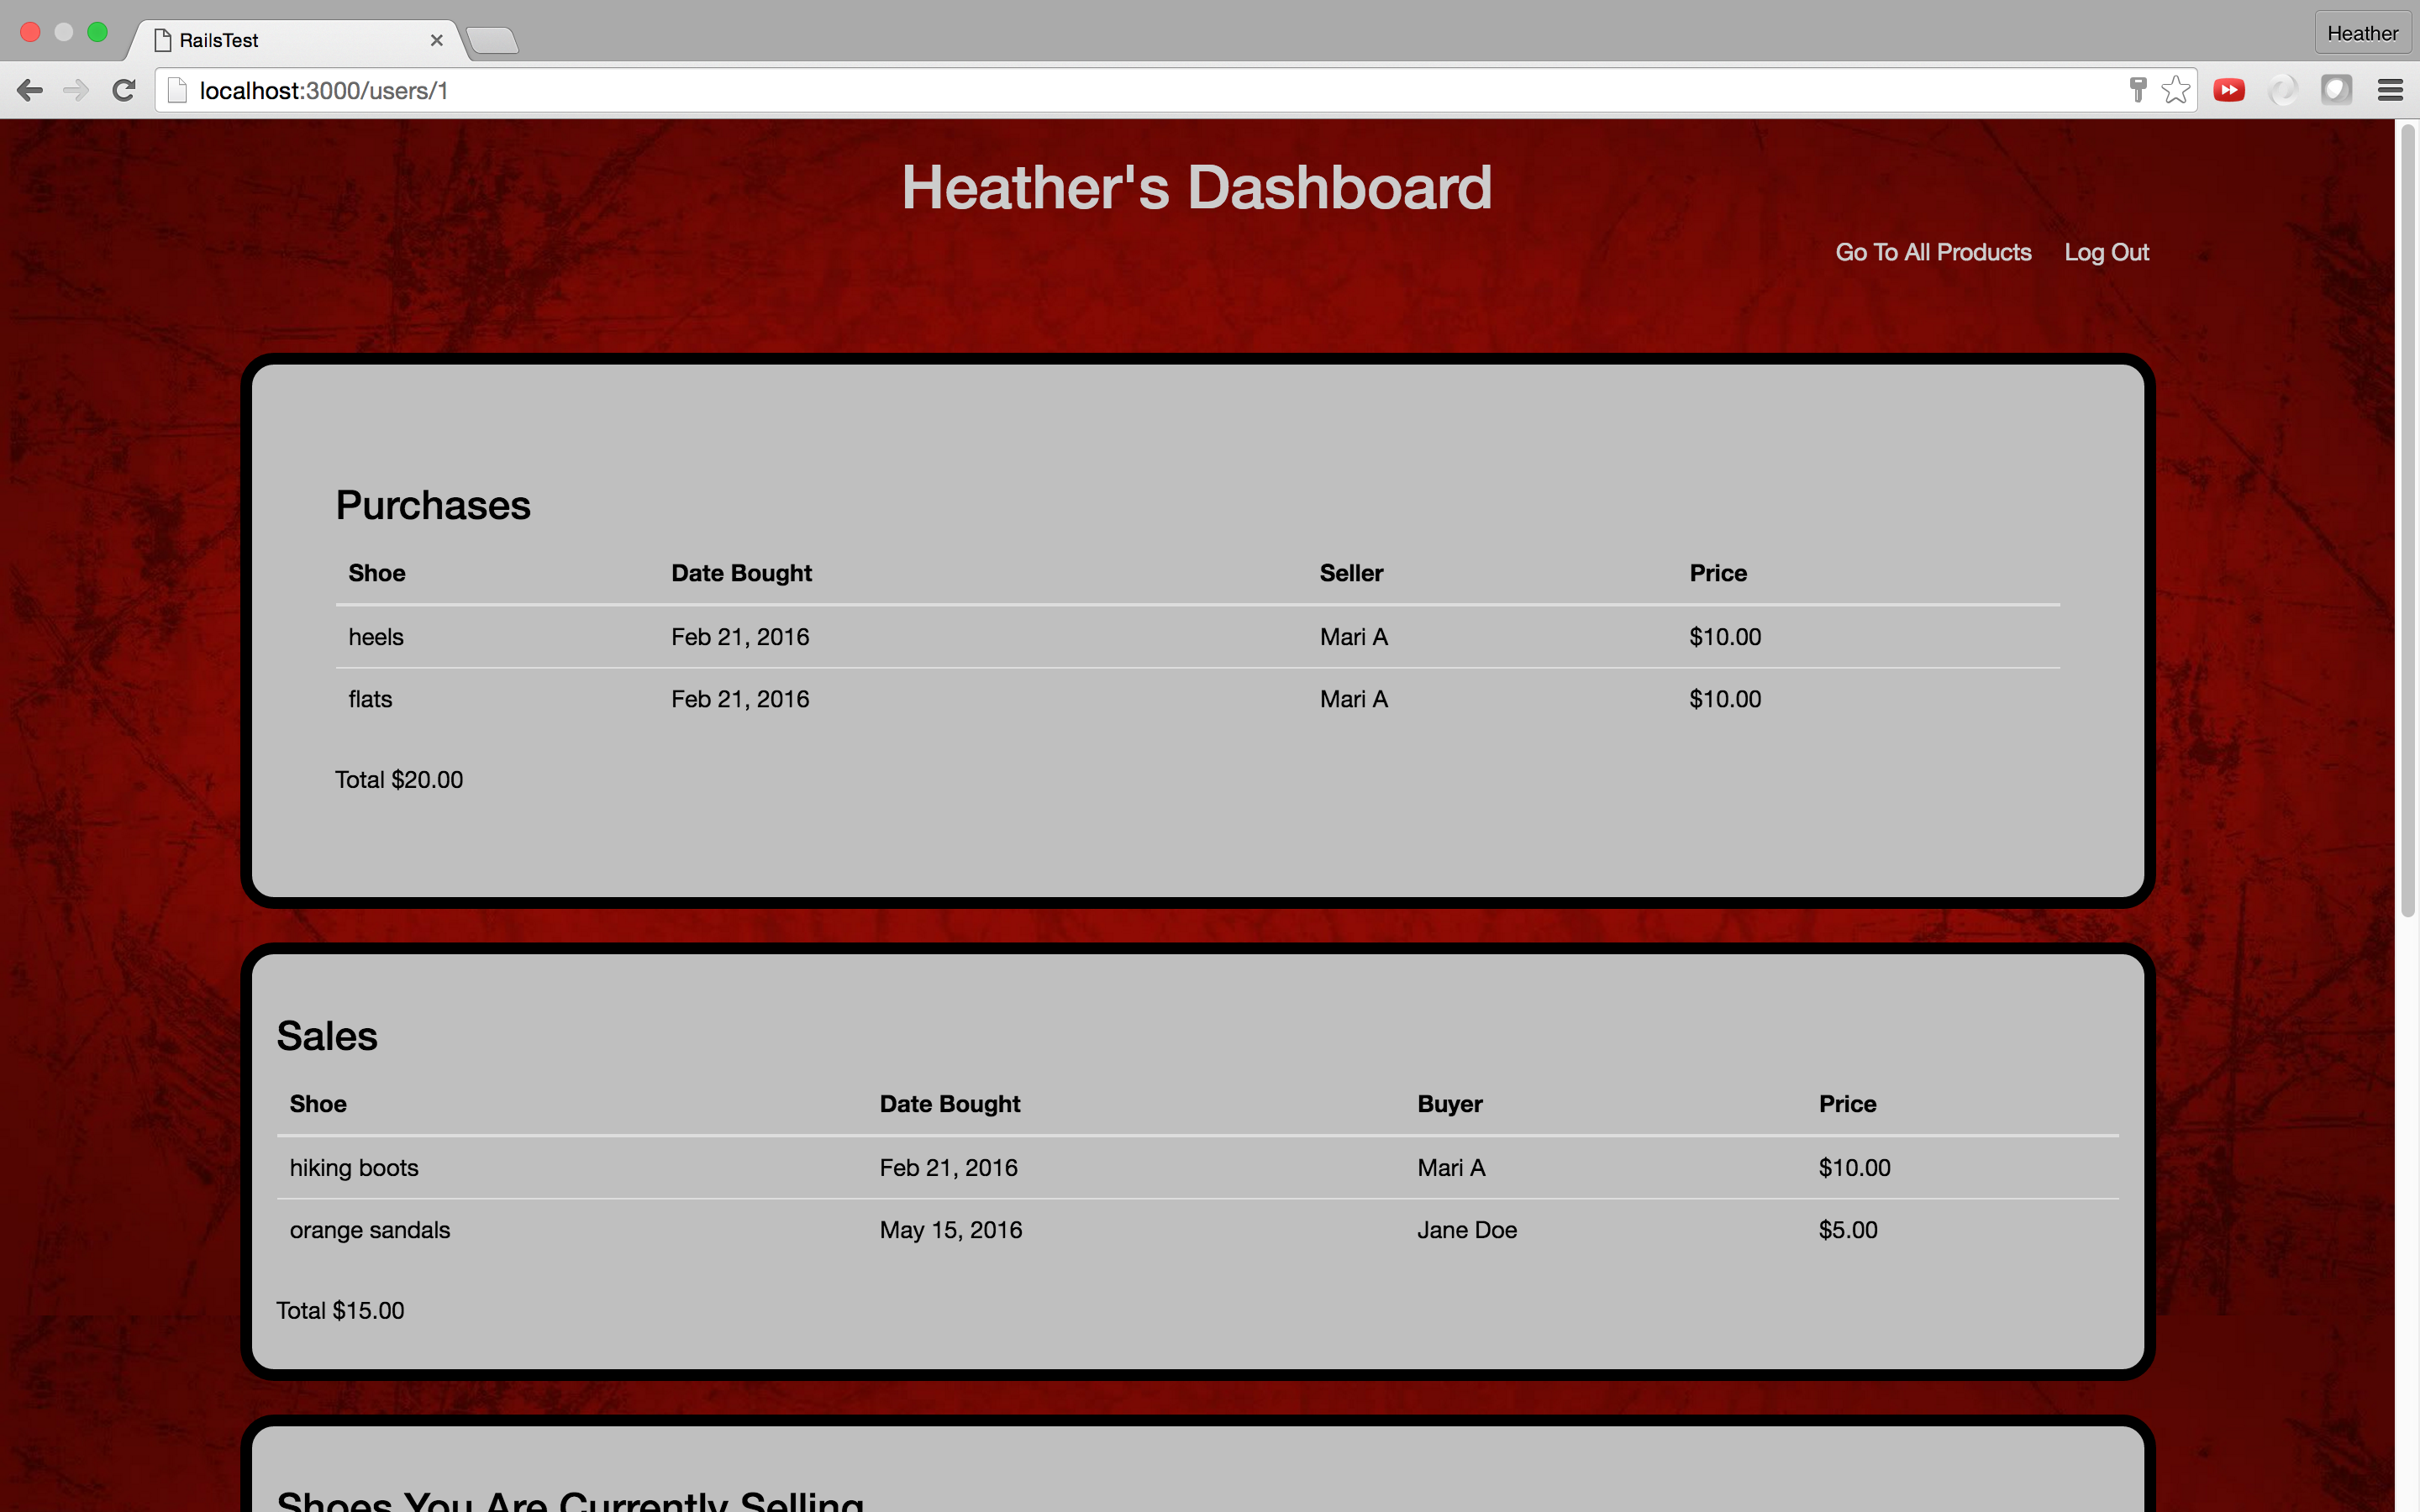 RailsTest
Heather
localhost:3000/users/1
Heather's Dashboard
Go To All Products Log Out
Purchases
Shoe Date Bought Seller Price
heels Feb 21, 2016 Mari A $10.00
flats Feb 21, 2016 Mari A $10.00
Total $20.00
Sales
Shoe Date Bought Buyer Price
hiking boots Feb 21, 2016 Mari A $10.00
orange sandals May 15, 2016 Jane Doe $5.00
Total $15.00
Shoes You Are Currently Selling